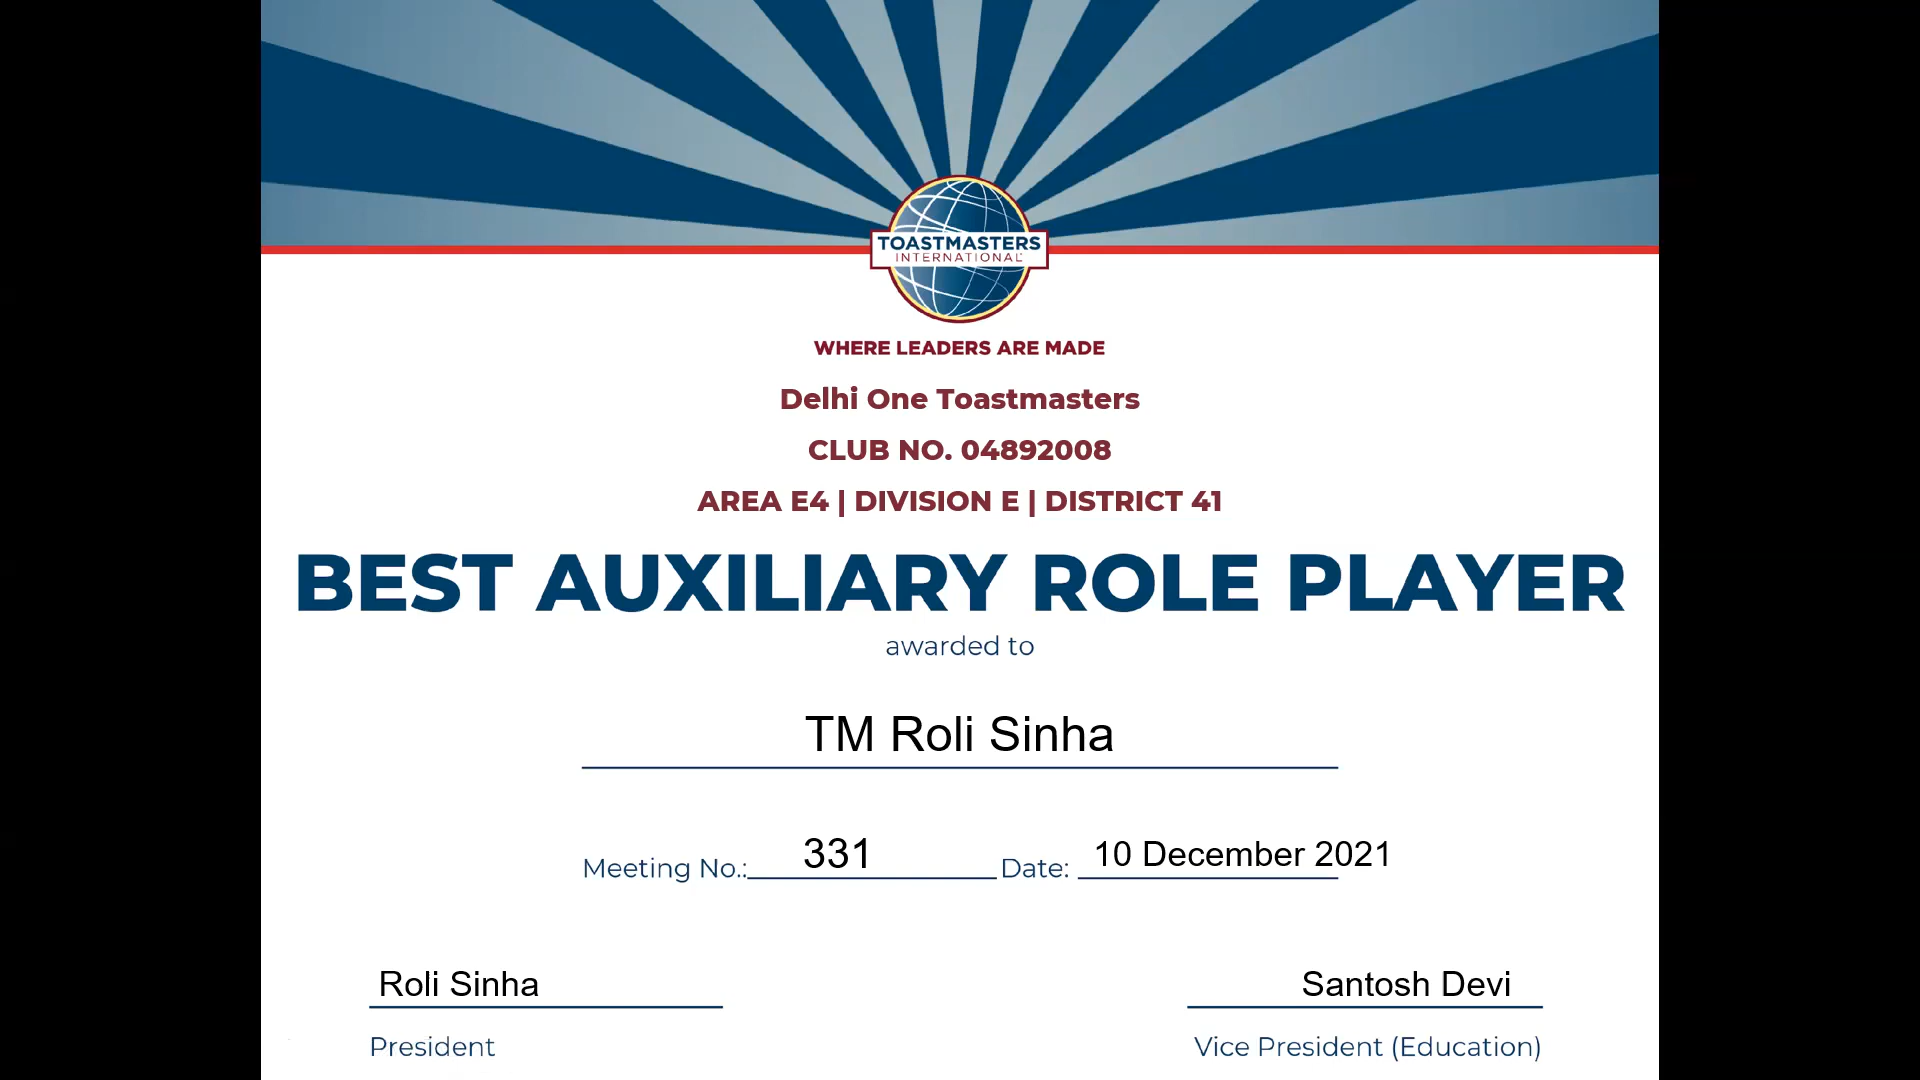 TOASTMASTERS
INTERNATIONAL
WHERE LEADERS ARE MADE
Delhi One Toastmasters
CLUB NO. 04892008
AREA E4 | DIVISION E | DISTRICT 41
BEST AUXILIARY ROLE PLAYER
awarded to
TM Roli Sinha
Meeting No.: 331 Date: 10 December 2021
Roli Sinha Santosh Devi
President Vice President (Education)